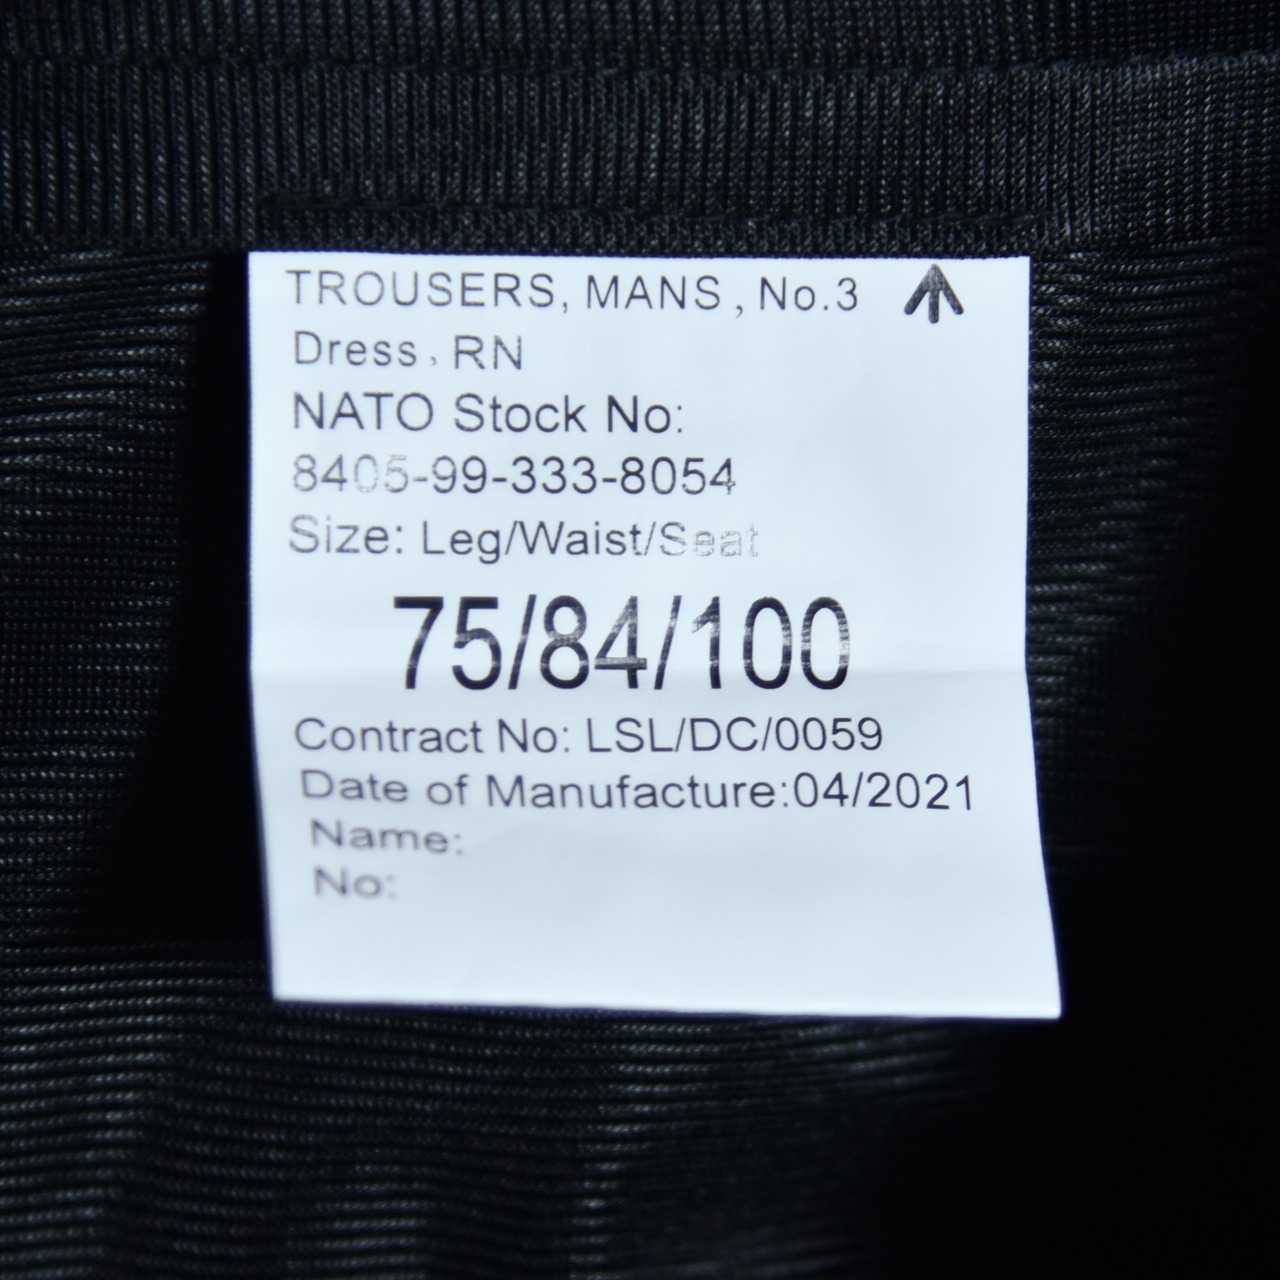 TROUSERS, MANS, No.3
Dress, RN
NATO Stock No:
8405-99-333-8054
Size: Leg/Waist/Seat
75/84/100
Contract No: LSL/DC/0059
Date of Manufacture:04/2021
Name:
No: